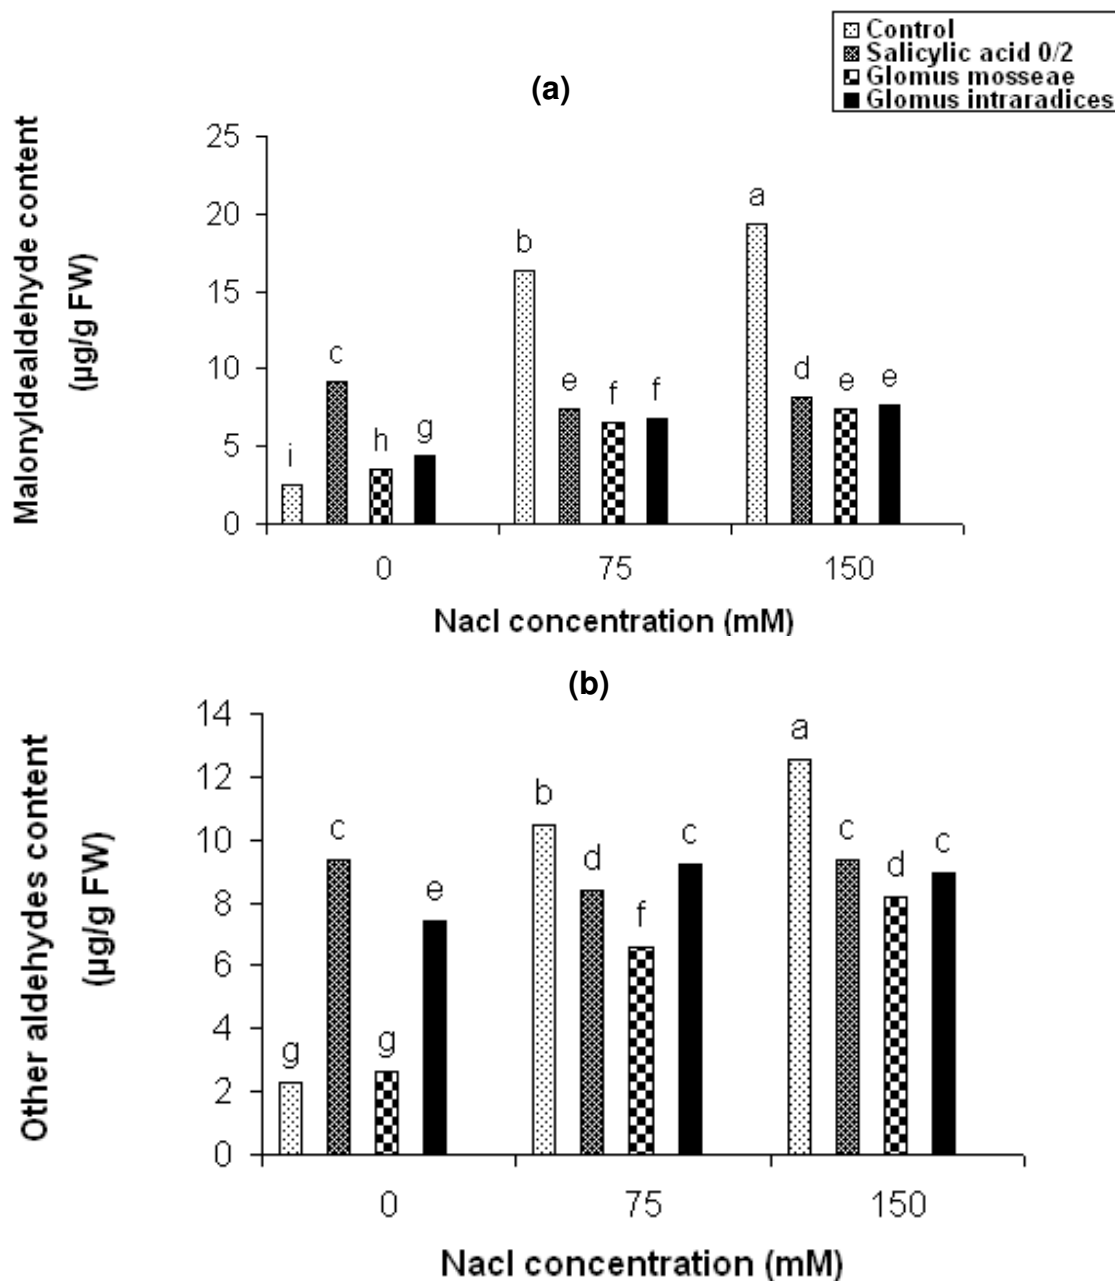 Control
Salicylic acid 0/2
Glomus mosseae
Glomus intraradices
(a)
Malonyldealdehyde content
(µg/g FW)
25
20
15
10
5
0
i
c
h
g
b
e
f
f
a
d
e
e
0
75
150
Nacl concentration (mM)
(b)
Other aldehydes content
(µg/g FW)
14
12
10
8
6
4
2
0
g
c
g
e
b
d
f
c
a
c
d
c
0
75
150
Nacl concentration (mM)